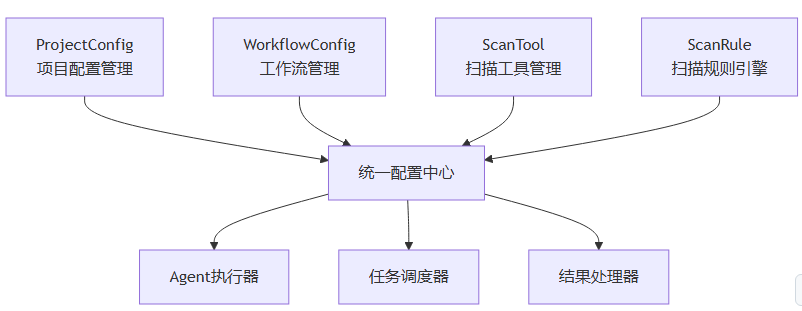 ProjectConfig
项目配置管理
WorkflowConfig
工作流管理
ScanTool
扫描工具管理
ScanRule
扫描规则引擎
统一配置中心
Agent执行器
任务调度器
结果处理器